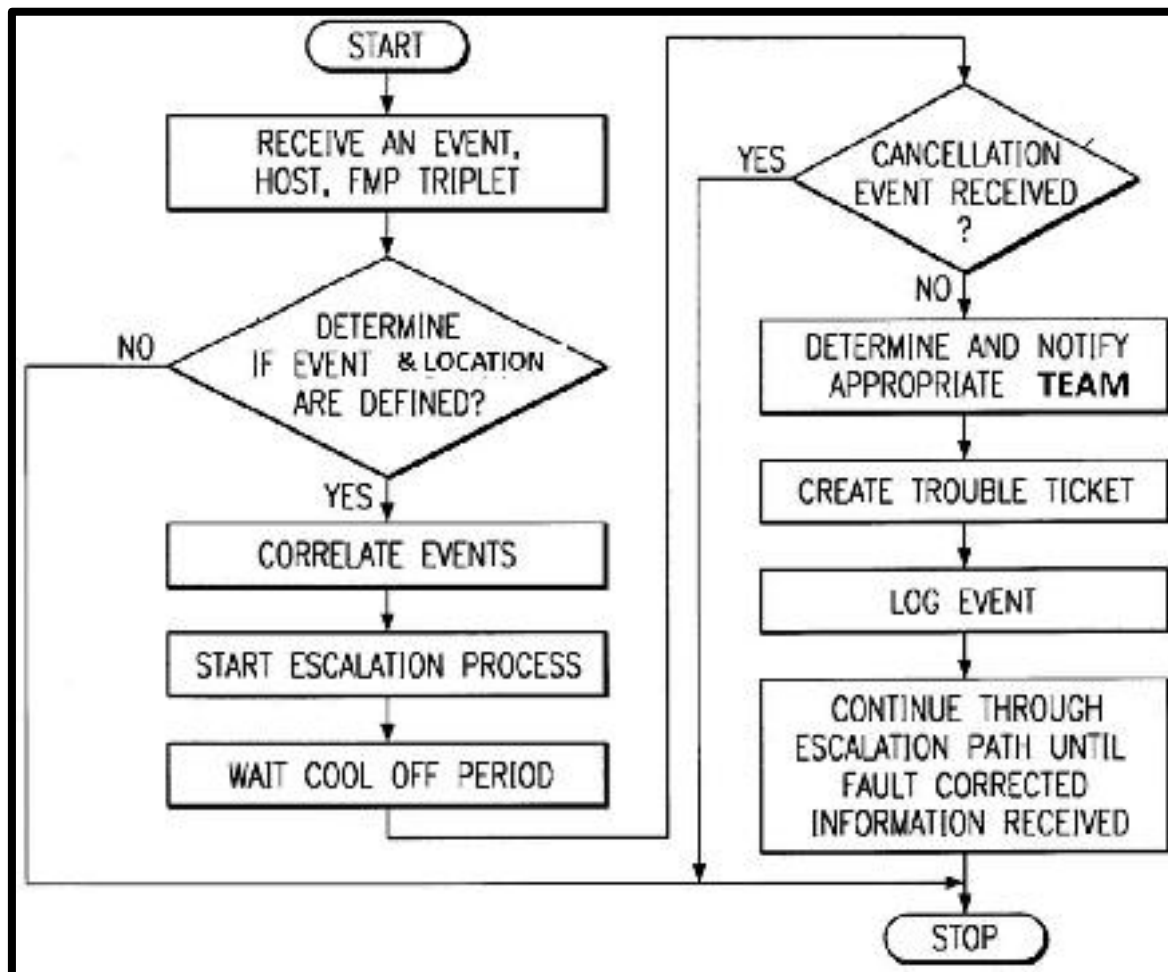 START
RECEIVE AN EVENT,
HOST, FMP TRIPLET
NO
DETERMINE
IF EVENT & LOCATION
ARE DEFINED?
YES
CORRELATE EVENTS
START ESCALATION PROCESS
WAIT COOL OFF PERIOD
YES
CANCELLATION
EVENT RECEIVED
?
NO
DETERMINE AND NOTIFY
APPROPRIATE TEAM
CREATE TROUBLE TICKET
LOG EVENT
CONTINUE THROUGH
ESCALATION PATH UNTIL
FAULT CORRECTED
INFORMATION RECEIVED
STOP